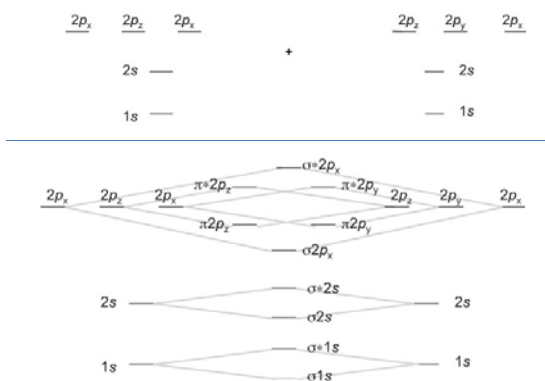 2px 2pz 2px 2pz 2py 2px
+
2s 2s
1s 1s
σ*2px
π*2pz π*2py
2px 2pz 2px 2pz 2py 2px
π2pz π2py
σ2px
σ*2s
2s 2s
σ2s
σ*1s
1s 1s
σ1s